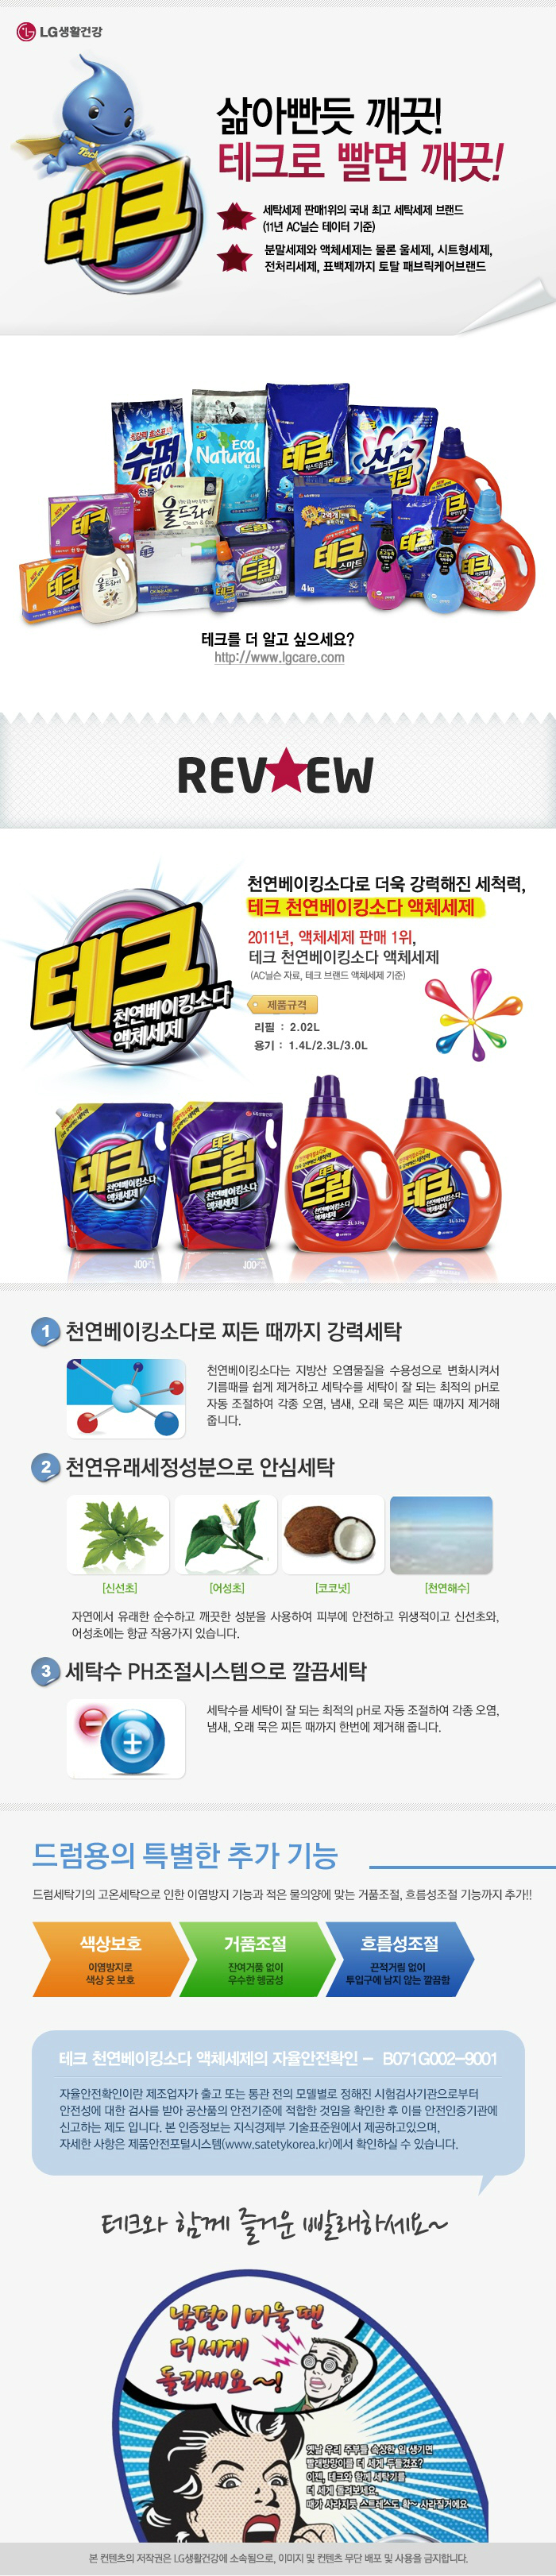 LG생활건강
삶아빤듯 깨끗!
테크로 빨면 깨끗!
Tech
테크
세탁세제 판매1위의 국내 최고 세탁세제 브랜드
(11년 AC닐슨 데이터 기준)
분말세제와 액체세제는 물론 울세제, 시트형세제,
전처리세제, 표백제까지 토탈 패브릭케어브랜드
수퍼
타이
찬물
Eco
Natural
테크
산소
크린
울드라이
드럼
테크
스마트
4kg
테크를 더 알고 싶으세요?
http://www.lgcare.com
REV★EW
천연베이킹소다로 더욱 강력해진 세척력,
테크 천연베이킹소다 액체세제
2011년, 액체세제 판매 1위,
테크 천연베이킹소다 액체세제
(AC닐슨 자료, 테크 브랜드 액체세제 기준)
제품규격
리필 : 2.02L
용기 : 1.4L/2.3L/3.0L
테크
천연베이킹소다
액체세제
테크
천연베이킹소다
액체세제
테크
드럼
천연베이킹소다
액체세제
테크
드럼
천연베이킹소다
액체세제
테크
천연베이킹소다
액체세제
1 천연베이킹소다로 찌든 때까지 강력세탁
천연베이킹소다는 지방산 오염물질을 수용성으로 변화시켜서
기름때를 쉽게 제거하고 세탁수를 세탁이 잘 되는 최적의 pH로
자동 조절하여 각종 오염, 냄새, 오래 묵은 찌든 때까지 제거해
줍니다.
2 천연유래세정성분으로 안심세탁
[신선초] [어성초] [코코넛] [천연해수]
자연에서 유래한 순수하고 깨끗한 성분을 사용하여 피부에 안전하고 위생적이고 신선초와,
어성초에는 항균 작용가지 있습니다.
3 세탁수 PH조절시스템으로 깔끔세탁
세탁수를 세탁이 잘 되는 최적의 pH로 자동 조절하여 각종 오염,
냄새, 오래 묵은 찌든 때까지 한번에 제거해 줍니다.
드럼용의 특별한 추가 기능
드럼세탁기의 고온세탁으로 인한 이염방지 기능과 적은 물의양에 맞는 거품조절, 흐름성조절 기능까지 추가!!
색상보호
이염방지로
색상 옷 보호
거품조절
잔여거품 없이
우수한 헹굼성
흐름성조절
끈적거림 없이
투입구에 남지 않는 깔끔함
테크 천연베이킹소다 액체세제의 자율안전확인 - B071G002-9001
자율안전확인이란 제조업자가 출고 또는 통관 전의 모델별로 정해진 시험검사기관으로부터
안전성에 대한 검사를 받아 공산품의 안전기준에 적합한 것임을 확인한 후 이를 안전인증기관에
신고하는 제도 입니다. 본 인증정보는 지식경제부 기술표준원에서 제공하고있으며,
자세한 사항은 제품안전포털시스템(www.satetykorea.kr)에서 확인하실 수 있습니다.
테크와 함께 즐거운 빨래하세요~
남편이 미울 땐
더 세게
돌리세요~!
옛날 우리 주부들 속상한 일 생기면
빨래방망이를 더 세게 두들겼죠?
이젠, 테크와 함께 세탁기를
더 세게 돌려보세요.
때가 사라지듯 스트레스도 확~ 사라질거에요
본 컨텐츠의 저작권은 LG생활건강에 소속됨으로, 이미지 및 컨텐츠 무단 배포 및 사용을 금지합니다.